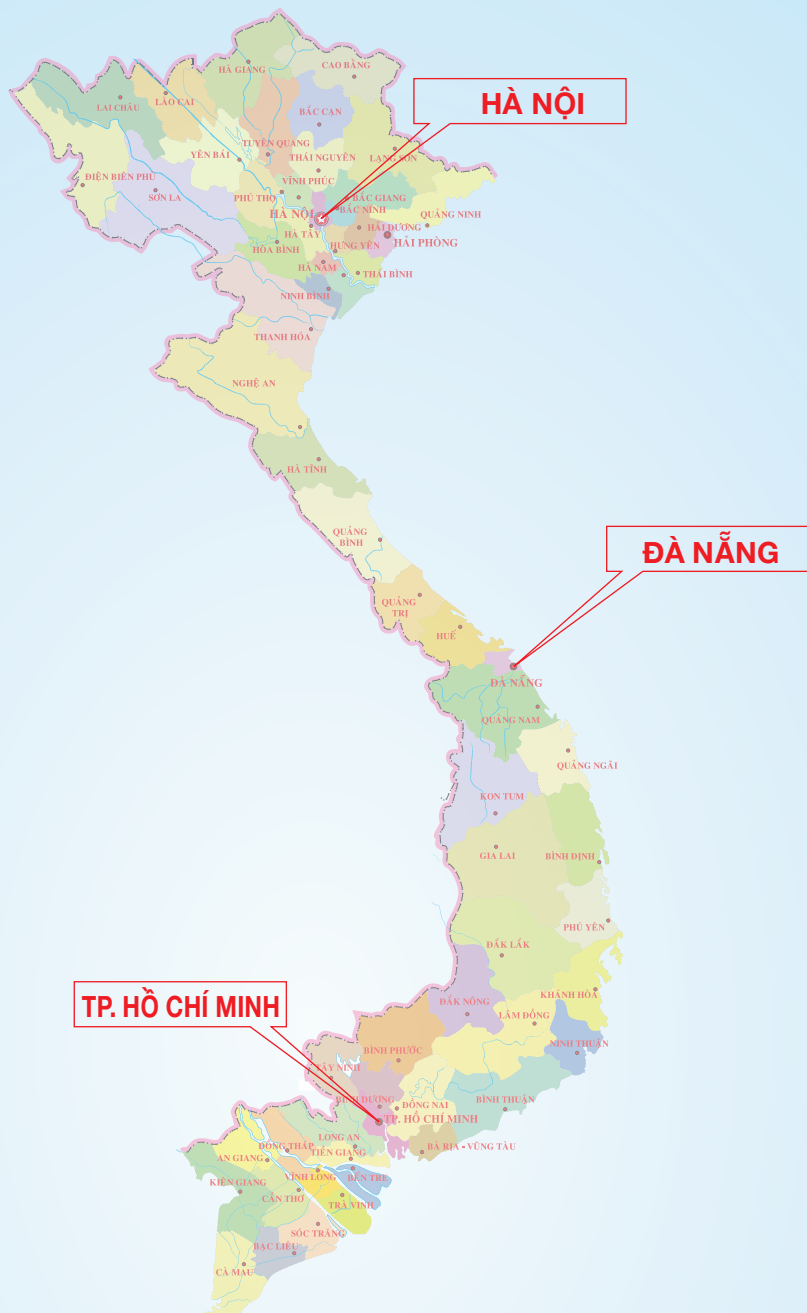 HÀ GIANG
CAO BẰNG
HÀ NỘI
LAI CHÂU
LÀO CAI
BẮC CẠN
TUYÊN QUANG
YÊN BÁI
THÁI NGUYÊN
LẠNG SƠN
ĐIỆN BIÊN PHỦ
VĨNH PHÚC
SƠN LA
PHÚ THỌ
BẮC GIANG
BẮC NINH
HÀ NỘI
QUẢNG NINH
HẢI DƯƠNG
HÀ TÂY
HẢI PHÒNG
HƯNG YÊN
HÒA BÌNH
HÀ NAM
THÁI BÌNH
NINH BÌNH
THANH HÓA
NGHỆ AN
HÀ TĨNH
QUẢNG
BÌNH
ĐÀ NẴNG
QUẢNG
TRỊ
HUẾ
ĐÀ NẴNG
QUẢNG NAM
QUẢNG NGÃI
KON TUM
GIA LAI
BÌNH ĐỊNH
PHÚ YÊN
ĐẮK LẮK
TP. HỒ CHÍ MINH
ĐẮK NÔNG
KHÁNH HÒA
LÂM ĐỒNG
BÌNH PHƯỚC
NINH THUẬN
TÂY NINH
BÌNH DƯƠNG
ĐỒNG NAI
BÌNH THUẬN
TP. HỒ CHÍ MINH
LONG AN
BÀ RỊA - VŨNG TÀU
ĐỒNG THÁP
TIỀN GIANG
AN GIANG
VĨNH LONG
BẾN TRE
KIÊN GIANG
CẦN THƠ
TRÀ VINH
SÓC TRĂNG
BẠC LIÊU
CÀ MAU